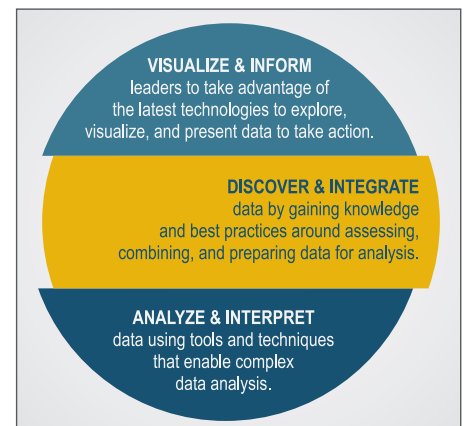 VISUALIZE & INFORM
leaders to take advantage of
the latest technologies to explore,
visualize, and present data to take action.
DISCOVER & INTEGRATE
data by gaining knowledge
and best practices around assessing,
combining, and preparing data for analysis.
ANALYZE & INTERPRET
data using tools and techniques
that enable complex
data analysis.